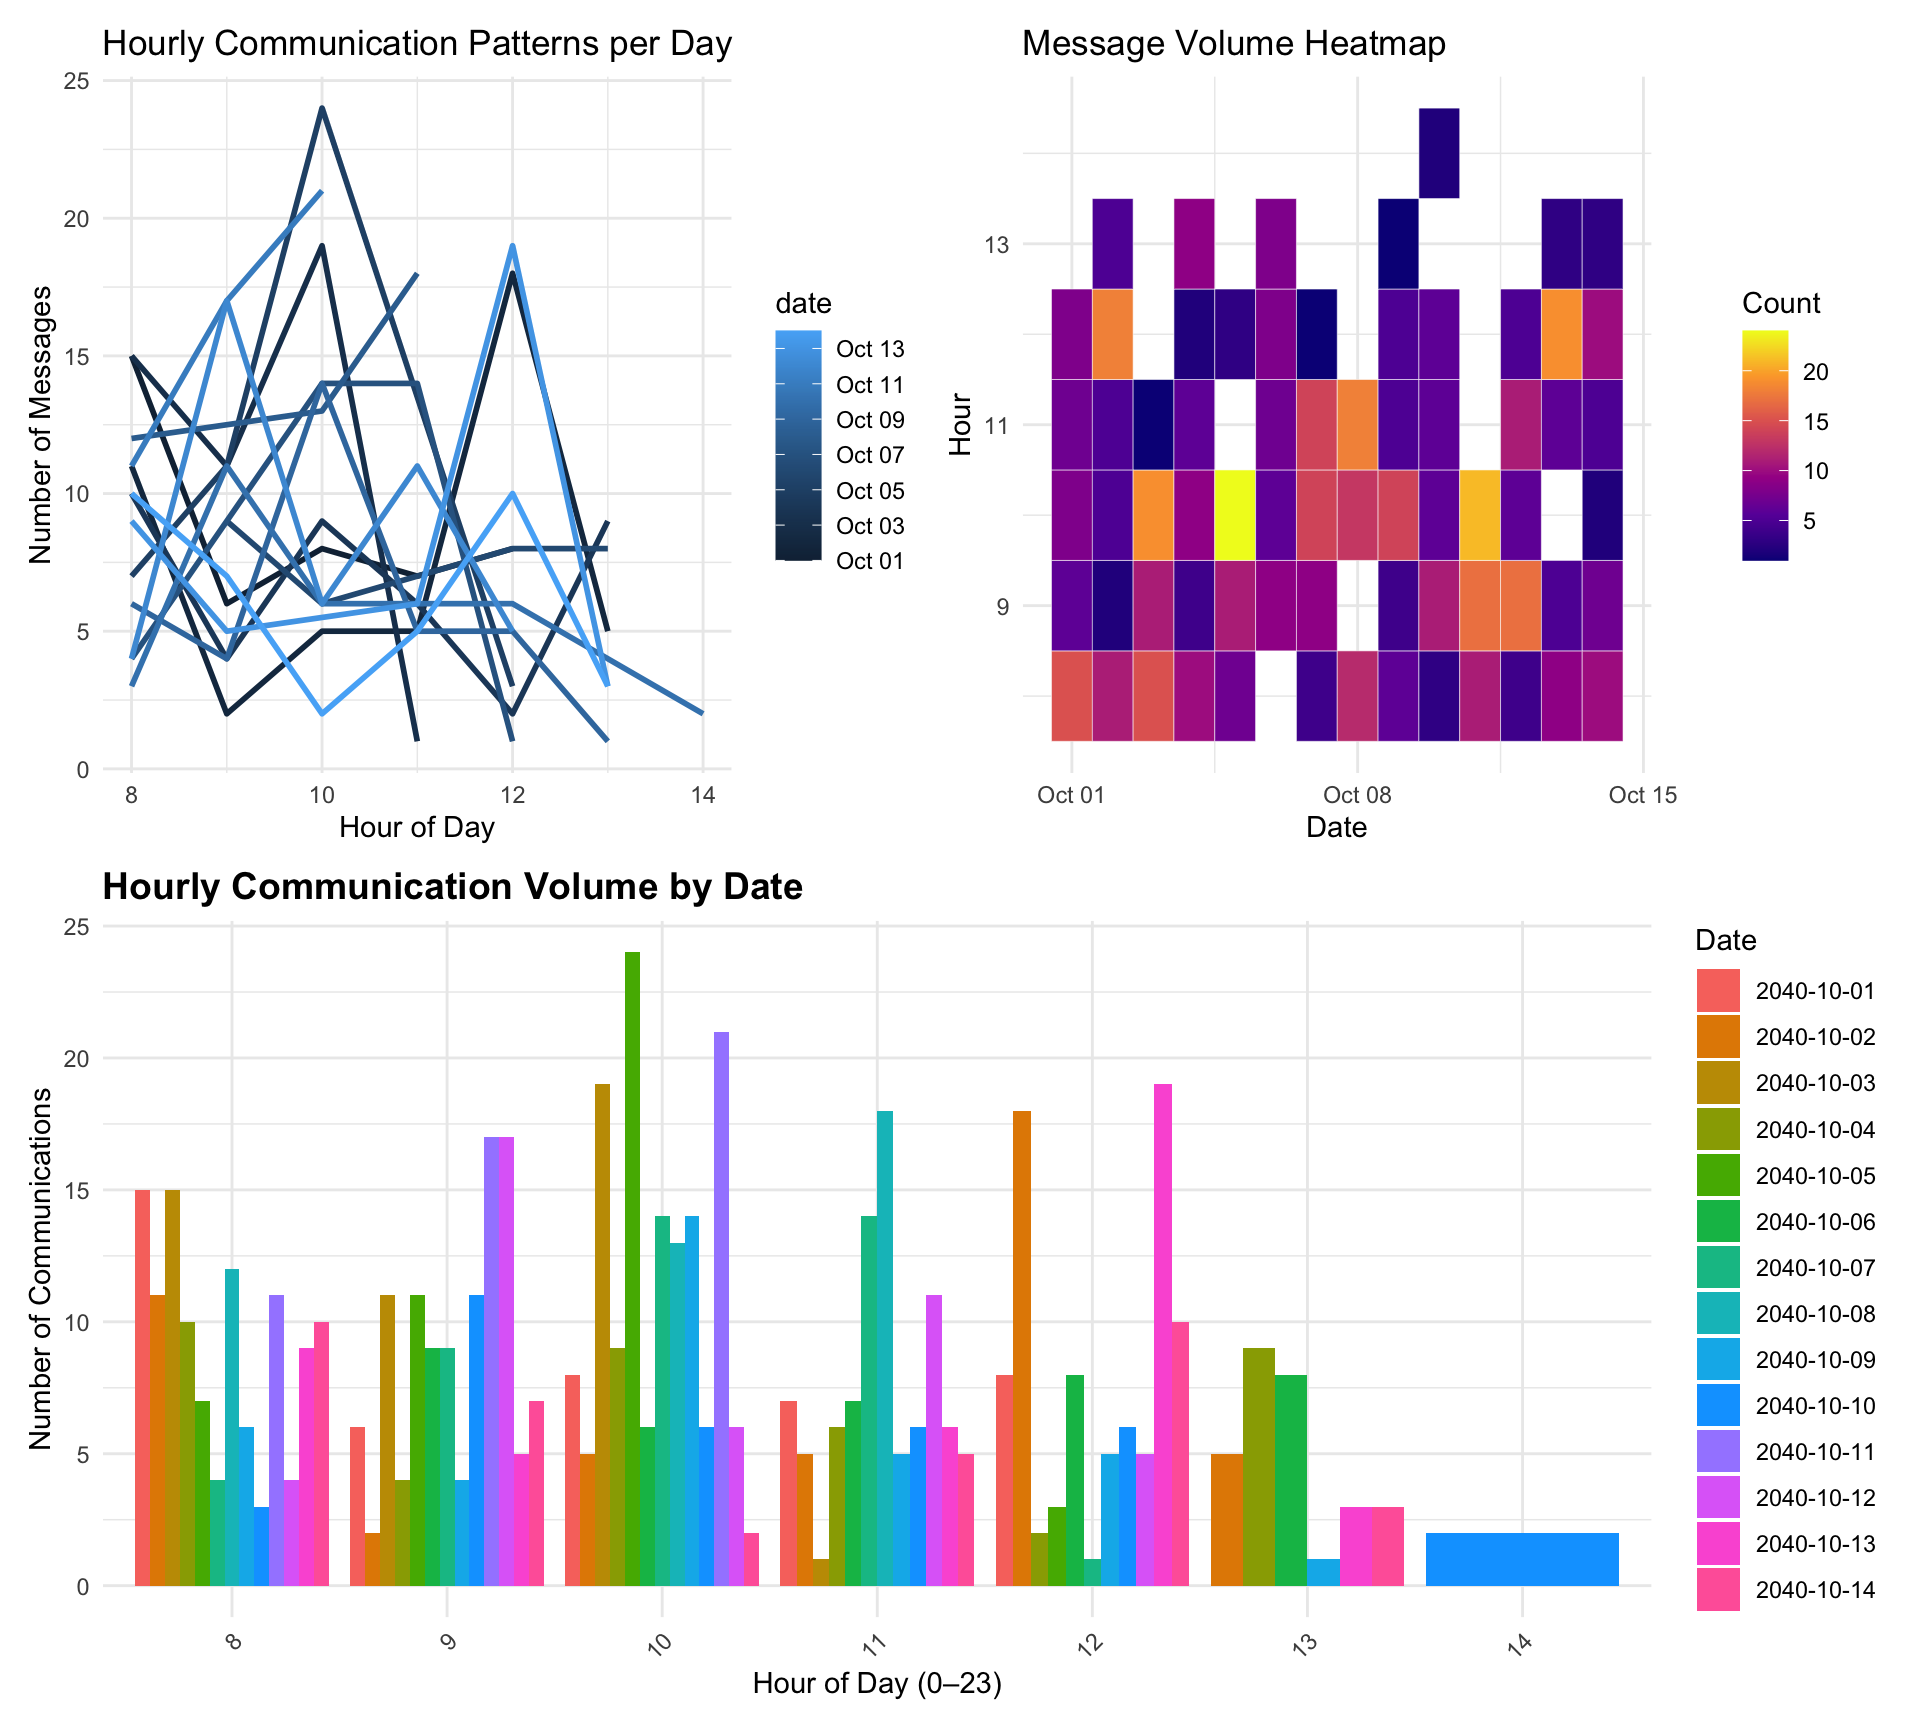 Hourly Communication Patterns per Day
25
20
15
10
5
0
Number of Messages
8 10 12 14
Hour of Day
date
Oct 13
Oct 11
Oct 09
Oct 07
Oct 05
Oct 03
Oct 01
Message Volume Heatmap
13
11
9
Hour
Oct 01 Oct 08 Oct 15
Date
Count
20
15
10
5
Hourly Communication Volume by Date
25
20
15
10
5
0
Number of Communications
8 9 10 11 12 13 14
Hour of Day (0–23)
Date
2040-10-01
2040-10-02
2040-10-03
2040-10-04
2040-10-05
2040-10-06
2040-10-07
2040-10-08
2040-10-09
2040-10-10
2040-10-11
2040-10-12
2040-10-13
2040-10-14